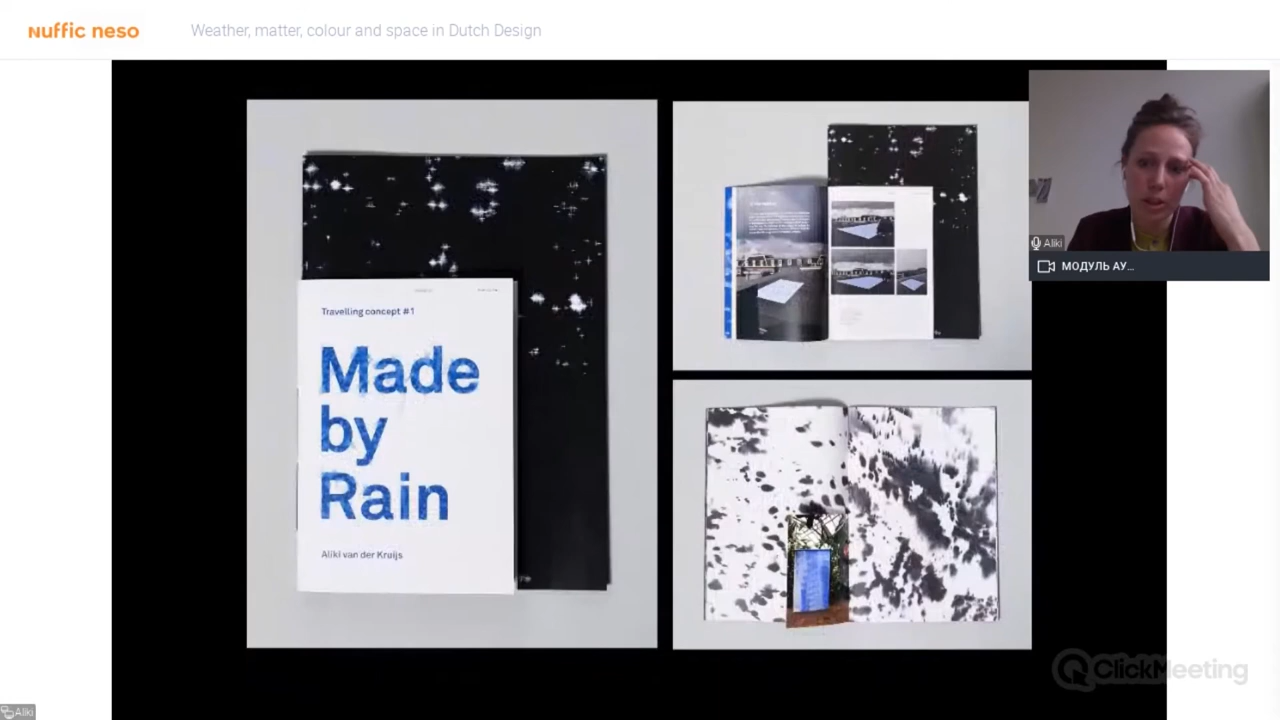 Nuffic neso
Weather, matter, colour and space in Dutch Design
Travelling concept #1
Made
by
Rain
Aliki van der Kruijs
Aliki
МОДУЛЬ АУ...
ClickMeeting
Aliki